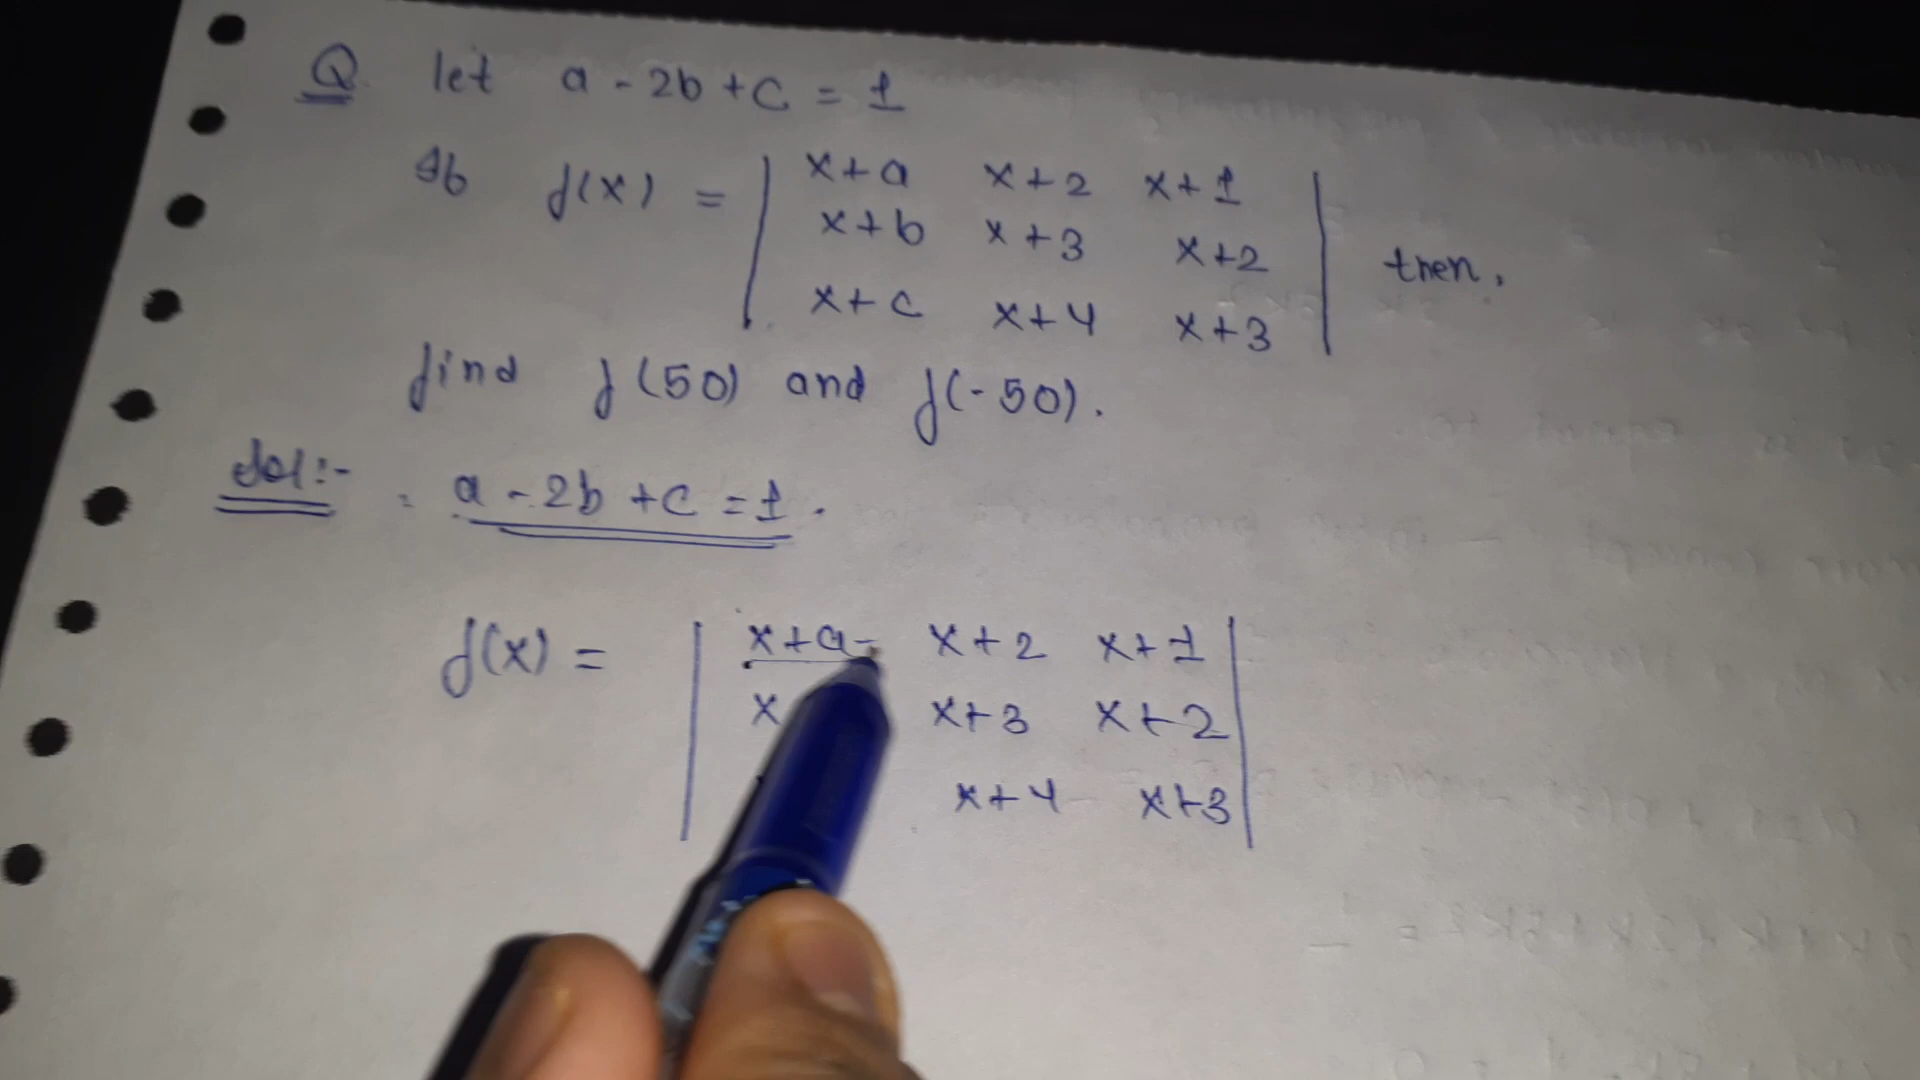 Q. let a - 2b + c = 1
If f(x) = | x+a x+2 x+1 |
x+b x+3 x+2
x+c x+4 x+3
then,
find f(50) and f(-50).
Sol:- a - 2b + c = 1.
f(x) = | x+a- x+2 x+1 |
x x+3 x+2
x+4 x+3